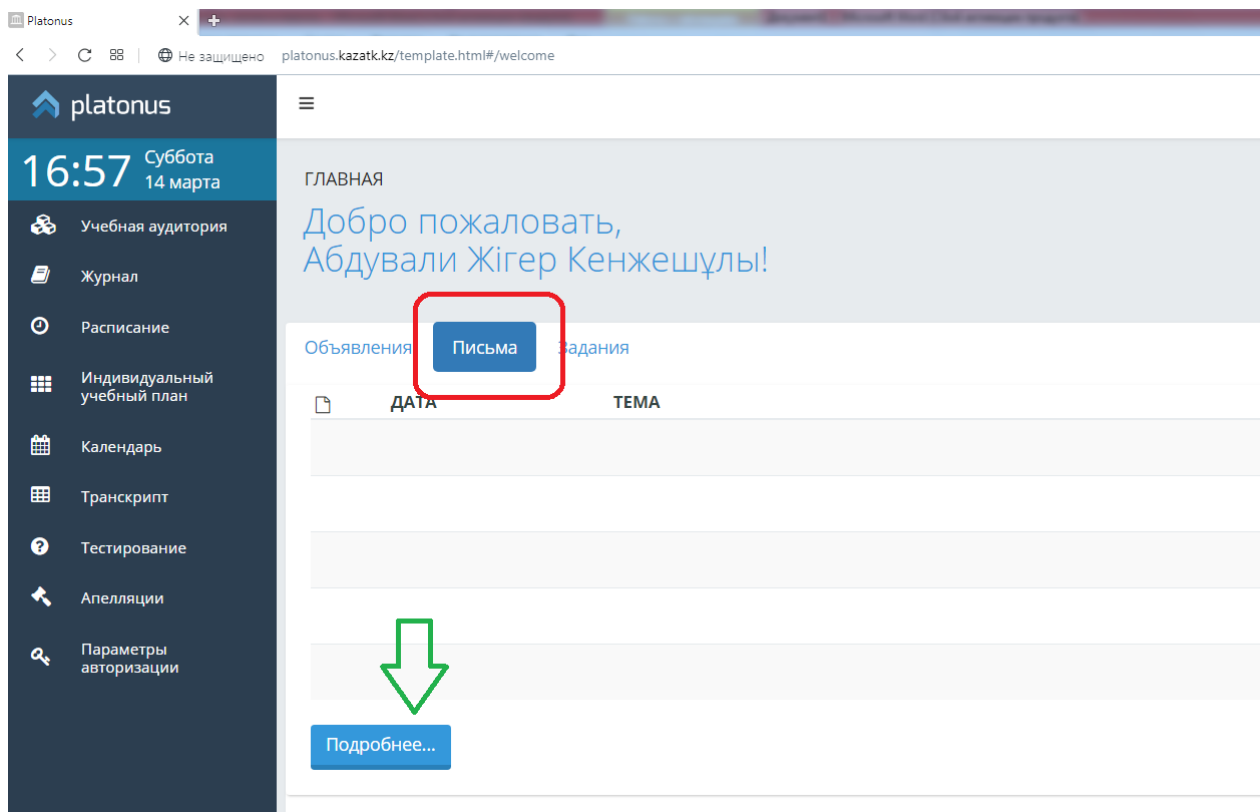 Platonus
Не защищено platonus.kazatk.kz/template.html#/welcome
platonus
16:57 Суббота
14 марта
Учебная аудитория
Журнал
Расписание
Индивидуальный
учебный план
Календарь
Транскрипт
Тестирование
Апелляции
Параметры
авторизации
ГЛАВНАЯ
Добро пожаловать,
Абдували Жігер Кенжешұлы!
Объявления Письма Задания
ДАТА ТЕМА
Подробнее...